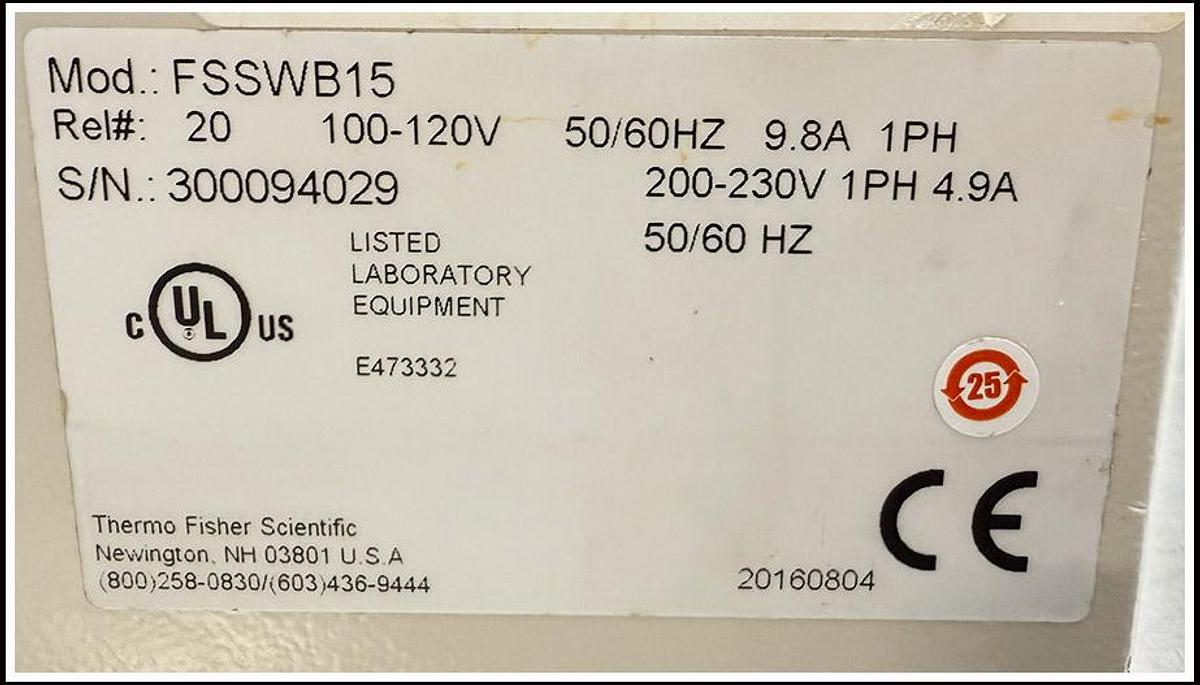 Mod.: FSSWB15
Rel#: 20 100-120V 50/60HZ 9.8A 1PH
S/N.: 300094029 200-230V 1PH 4.9A
50/60 HZ
LISTED
LABORATORY
EQUIPMENT
C UL US
E473332
25
CE
Thermo Fisher Scientific
Newington, NH 03801 U.S.A
(800)258-0830/(603)436-9444
20160804